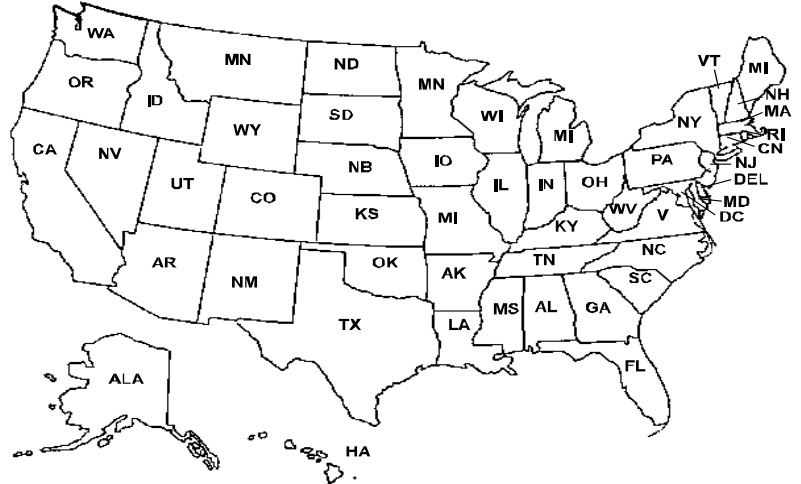 WA
MN
ND
MN
VT
MI
OR
ID
SD
WI
MI
NY
NH
MA
RI
CN
WY
CA
NV
NB
IO
PA
NJ
DEL
UT
CO
IL
IN
OH
WV
MD
DC
KS
MI
KY
V
AR
NM
OK
AK
TN
NC
SC
TX
LA
MS
AL
GA
FL
ALA
HA